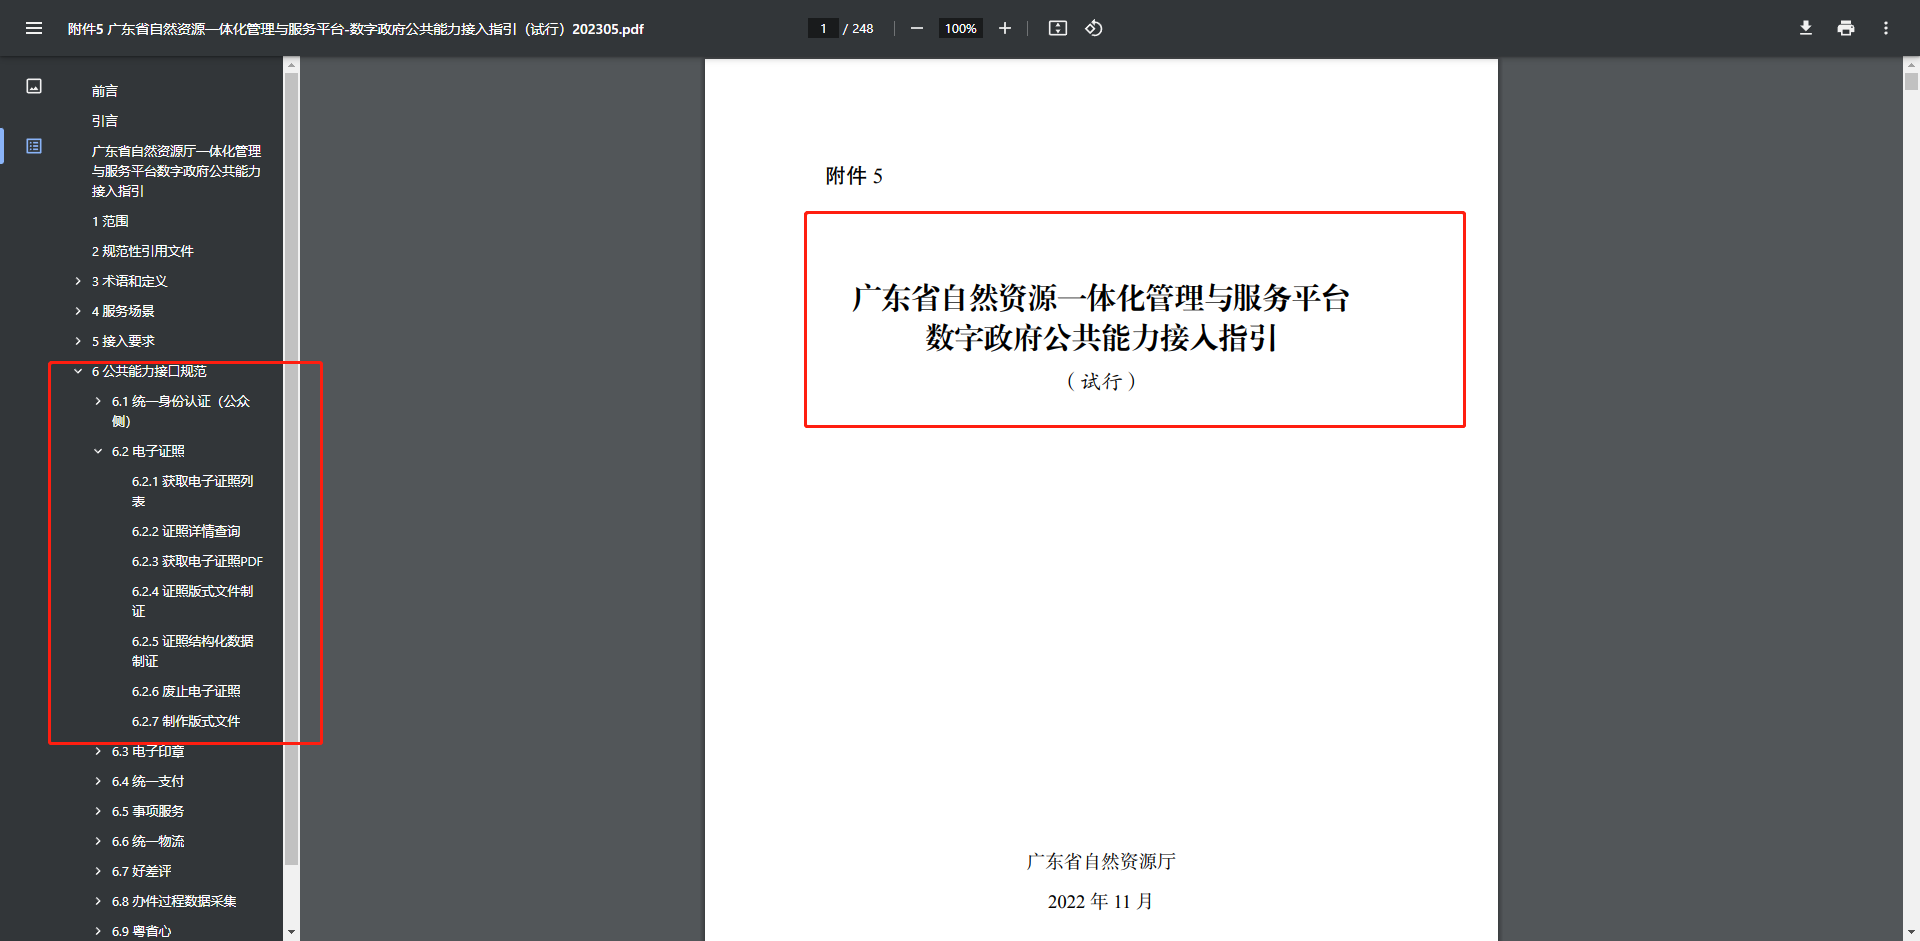 附件5 广东省自然资源一体化管理与服务平台-数字政府公共能力接入指引（试行）202305.pdf
1 / 248
100%
前言
引言
广东省自然资源厅一体化管理
与服务平台数字政府公共能力
接入指引
1 范围
2 规范性引用文件
3 术语和定义
4 服务场景
5 接入要求
6 公共能力接口规范
6.1 统一身份认证（公众
侧）
6.2 电子证照
6.2.1 获取电子证照列
表
6.2.2 证照详情查询
6.2.3 获取电子证照PDF
6.2.4 证照版式文件制
证
6.2.5 证照结构化数据
制证
6.2.6 废止电子证照
6.2.7 制作版式文件
6.3 电子印章
6.4 统一支付
6.5 事项服务
6.6 统一物流
6.7 好差评
6.8 办件过程数据采集
6.9 粤省心
附件 5
广东省自然资源一体化管理与服务平台
数字政府公共能力接入指引
（试行）
广东省自然资源厅
2022 年 11 月